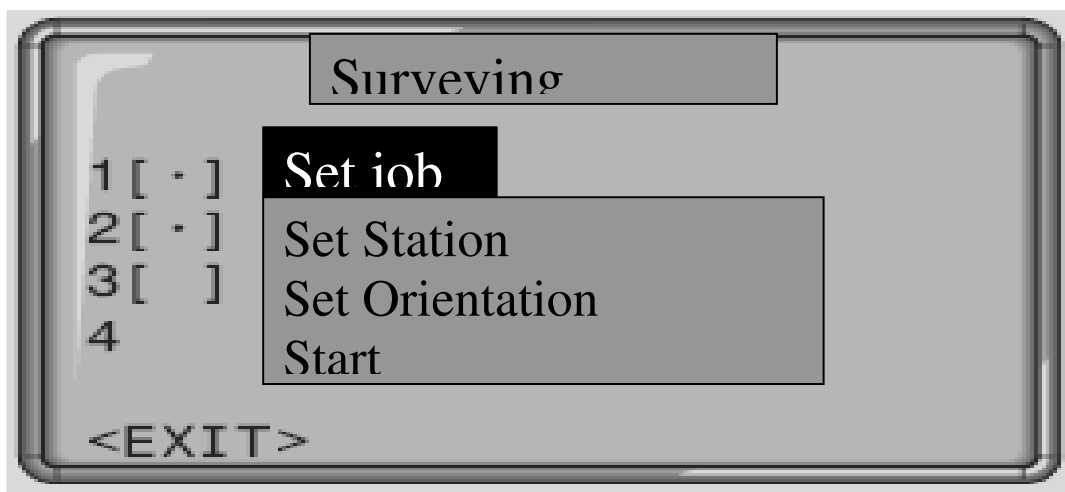 Surveying
1[ · ] Set job
2[ · ] Set Station
3[ ] Set Orientation
4 Start
<EXIT>